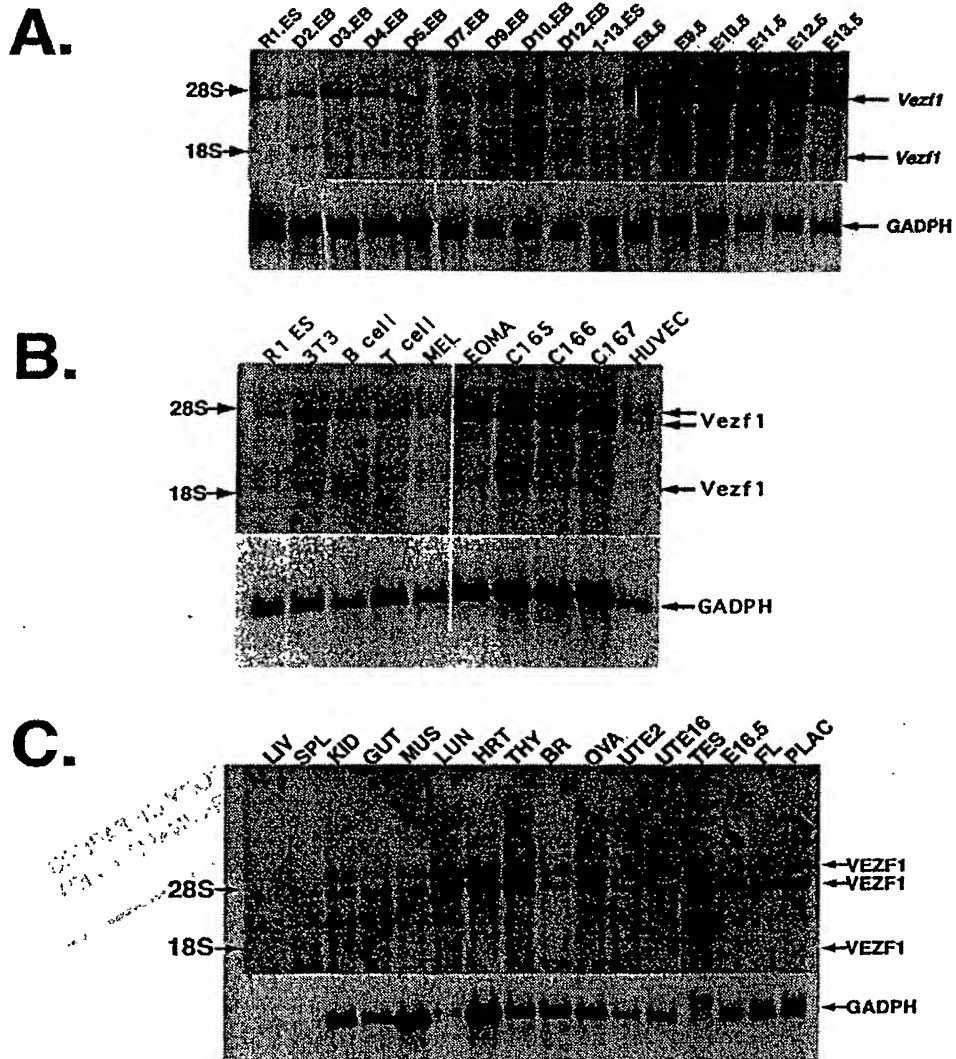 A.
R1.ES D2.EB D3.EB D4.EB D5.EB D7.EB D9.EB D10.EB D12.EB 1-13.ES E8.5 E9.5 E10.5 E11.5 E12.5 E13.5
28S
Vezf1
18S
Vezf1
GADPH
B.
R1 ES 3T3 B cell T cell MEL EOMA C165 C166 C167 HUVEC
28S
Vezf1
18S
Vezf1
GADPH
C.
LIV SPL KID GUT MUS LUN HRT THY BR OVA UTE2 UTE16 TES E16.5 FL PLAC
VEZF1
28S
VEZF1
18S
VEZF1
GADPH